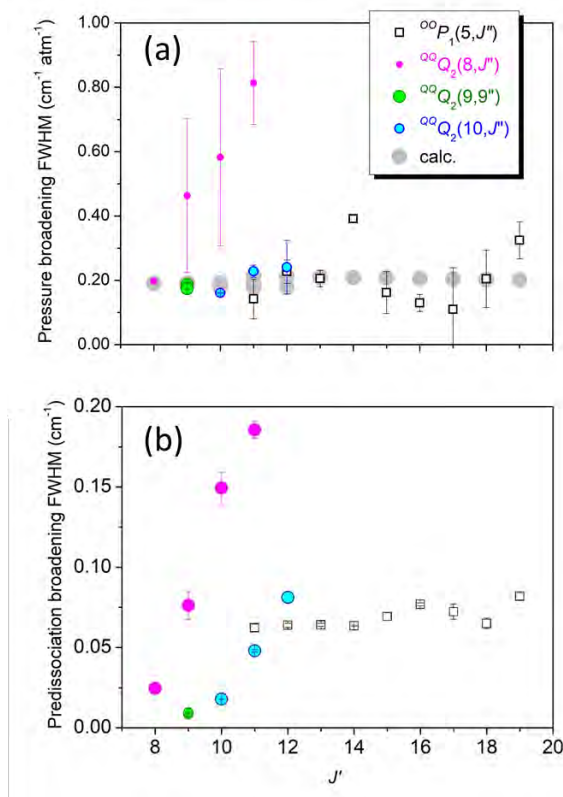 (a)
Pressure broadening FWHM (cm⁻¹ atm⁻¹)
1.00
0.80
0.60
0.40
0.20
0.00
ᴼᴼP₁(5,J")
QQQ₂(8,J")
QQQ₂(9,9")
QQQ₂(10,J")
calc.
(b)
Predissociation broadening FWHM (cm⁻¹)
0.20
0.15
0.10
0.05
0.00
8 10 12 14 16 18 20
J'